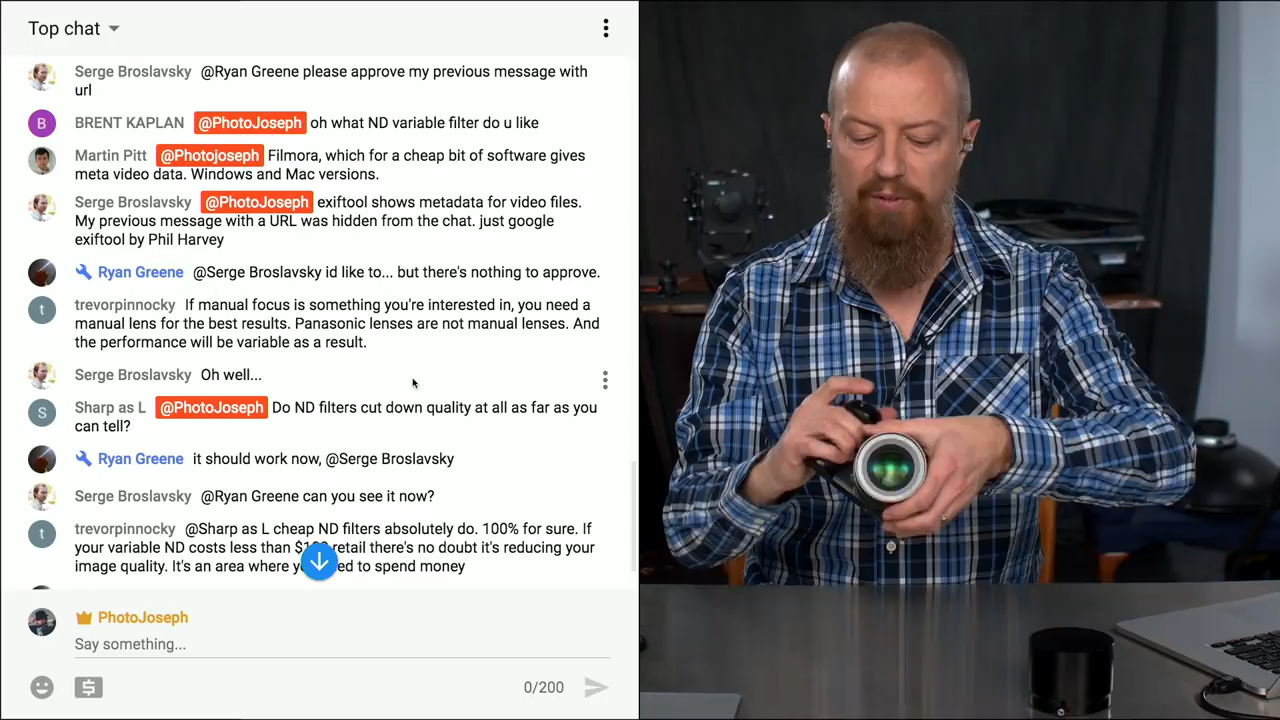 Top chat
Serge Broslavsky @Ryan Greene please approve my previous message with
url
B BRENT KAPLAN @PhotoJoseph oh what ND variable filter do u like
Martin Pitt @Photojoseph Filmora, which for a cheap bit of software gives
meta video data. Windows and Mac versions.
Serge Broslavsky @PhotoJoseph exiftool shows metadata for video files.
My previous message with a URL was hidden from the chat. just google
exiftool by Phil Harvey
Ryan Greene @Serge Broslavsky id like to... but there's nothing to approve.
t trevorpinnocky If manual focus is something you're interested in, you need a
manual lens for the best results. Panasonic lenses are not manual lenses. And
the performance will be variable as a result.
Serge Broslavsky Oh well...
S Sharp as L @PhotoJoseph Do ND filters cut down quality at all as far as you
can tell?
Ryan Greene it should work now, @Serge Broslavsky
Serge Broslavsky @Ryan Greene can you see it now?
t trevorpinnocky @Sharp as L cheap ND filters absolutely do. 100% for sure. If
your variable ND costs less than retail there's no doubt it's reducing your
image quality. It's an area where to spend money
PhotoJoseph
Say something...
0/200